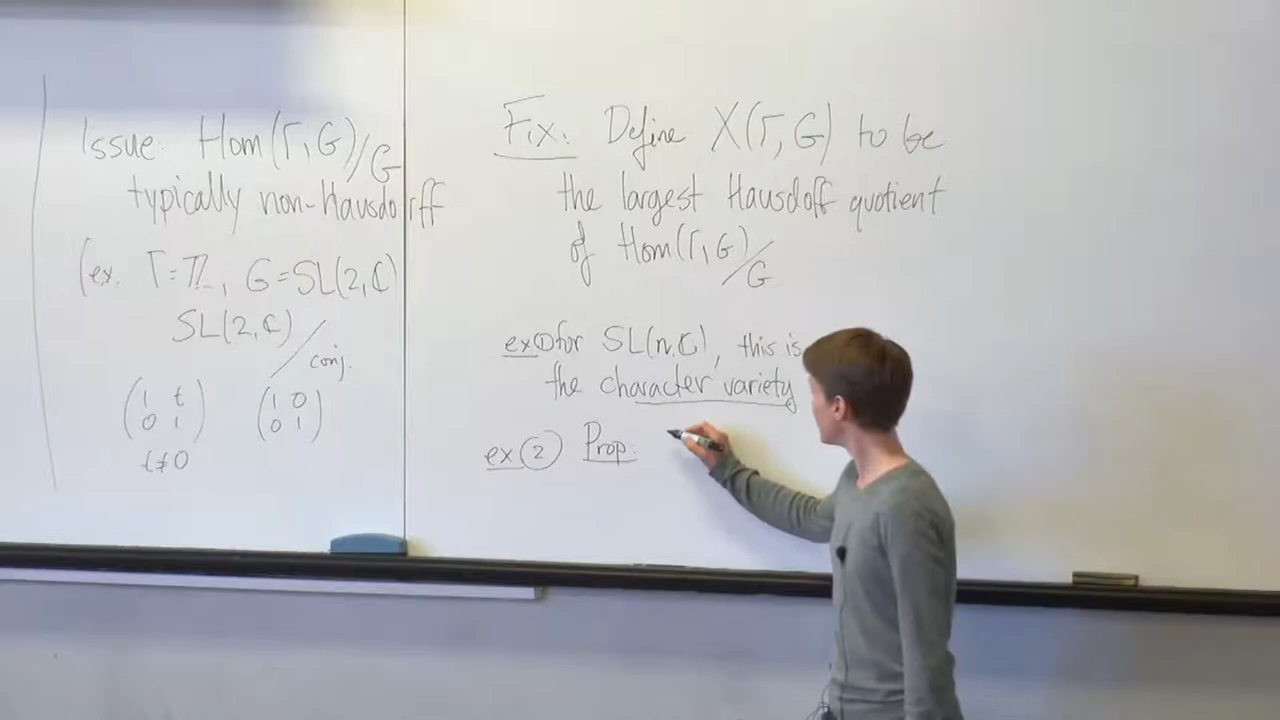 Issue: Hom(Γ,G)/G
typically non-Hausdorff
(ex. Γ=ℤ, G=SL(2,ℂ)
SL(2,ℂ)/conj.
(1 t
0 1)
t≠0
(1 0
0 1)
Fix: Define X(Γ,G) to be
the largest Hausdoff quotient
of Hom(Γ,G)/G
ex① for SL(n,ℂ), this is
the character variety
ex② Prop: